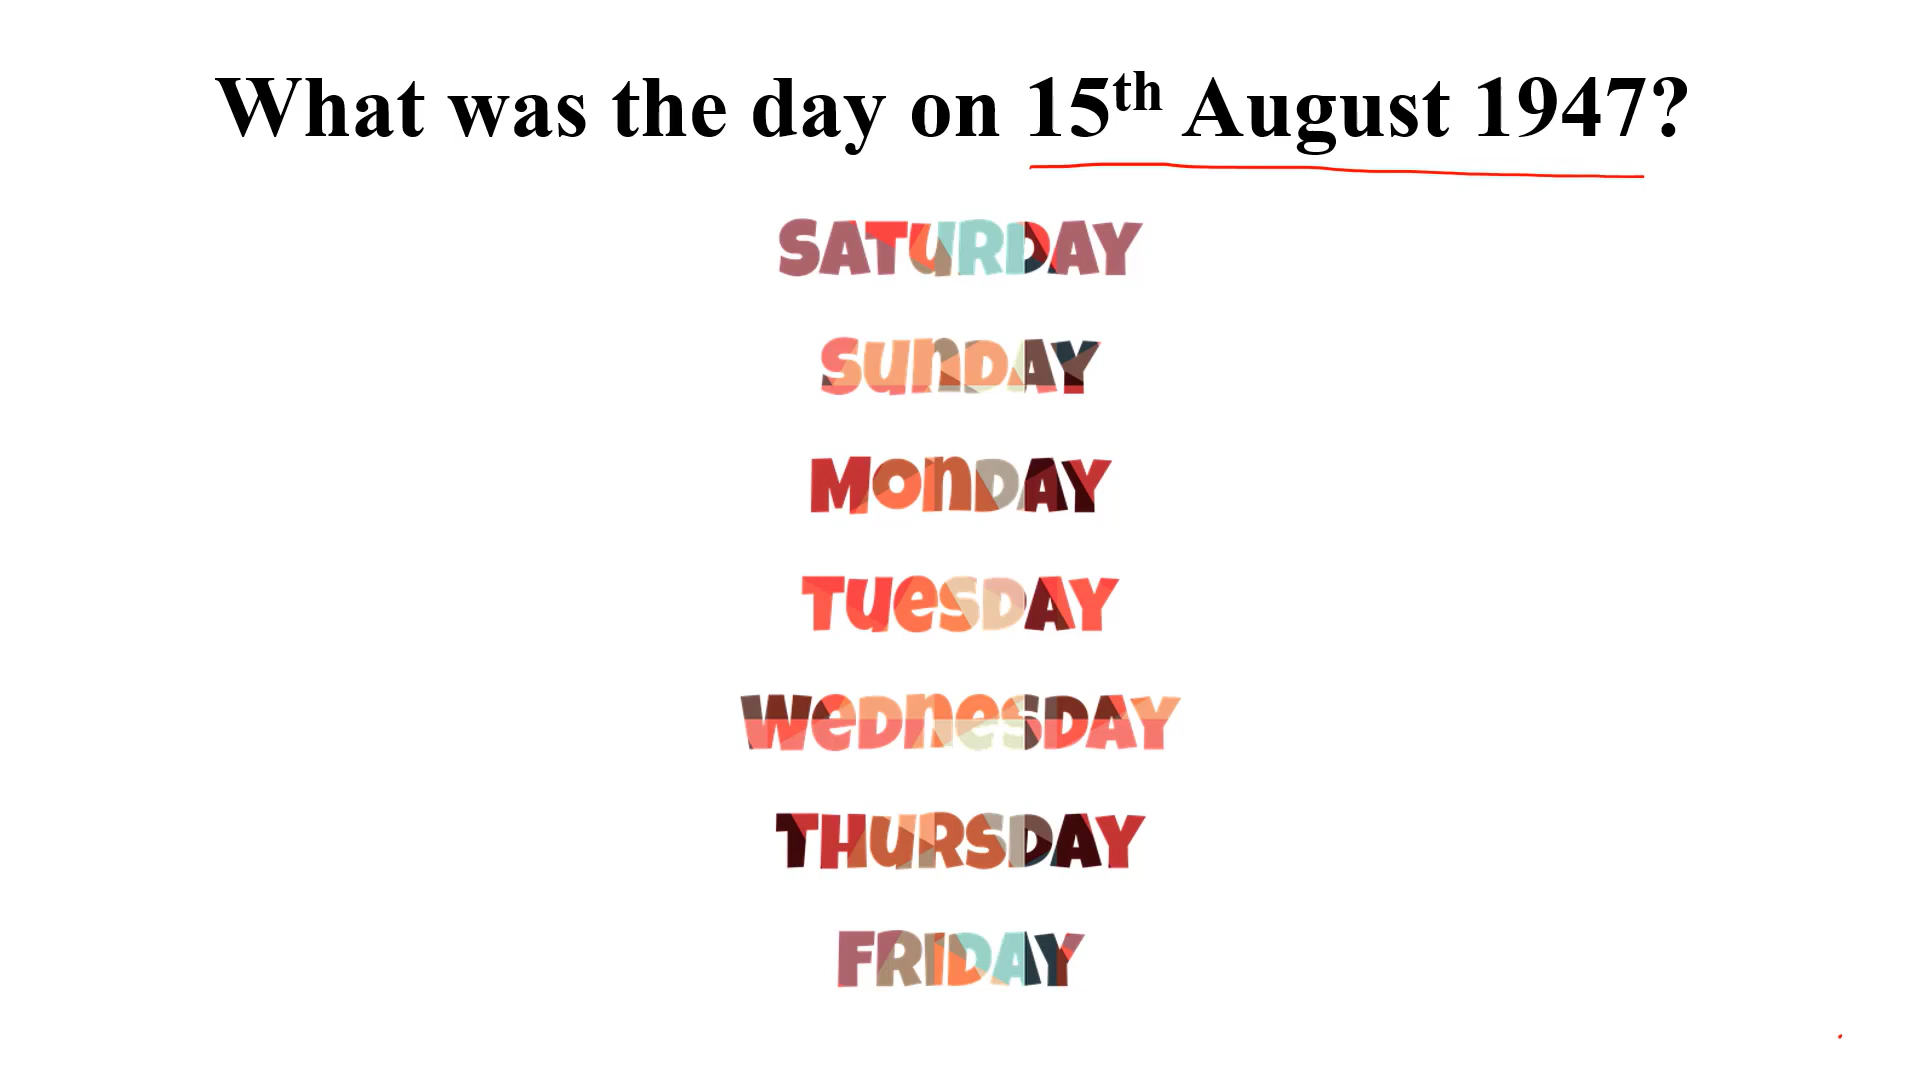 What was the day on 15th August 1947?
SATURDAY
SUNDAY
MONDAY
TUESDAY
WEDNESDAY
THURSDAY
FRIDAY